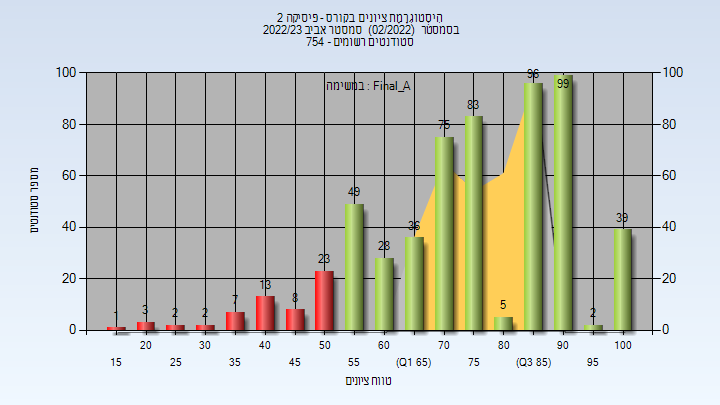 היסטוגרמת ציונים בקורס - פיסיקה 2
בסמסטר (02/2022) סמסטר אביב 2022/23
סטודנטים רשומים - 754
במשימה : Final_A
מספר סטודנטים
100 80 60 40 20 0
100 80 60 40 20 0
1 3 2 2 7 13 8 23 49 28 36 75 83 5 96 99 2 39
20 30 40 50 60 70 80 90 100
15 25 35 45 55 (Q1 65) 75 (Q3 85) 95
טווח ציונים